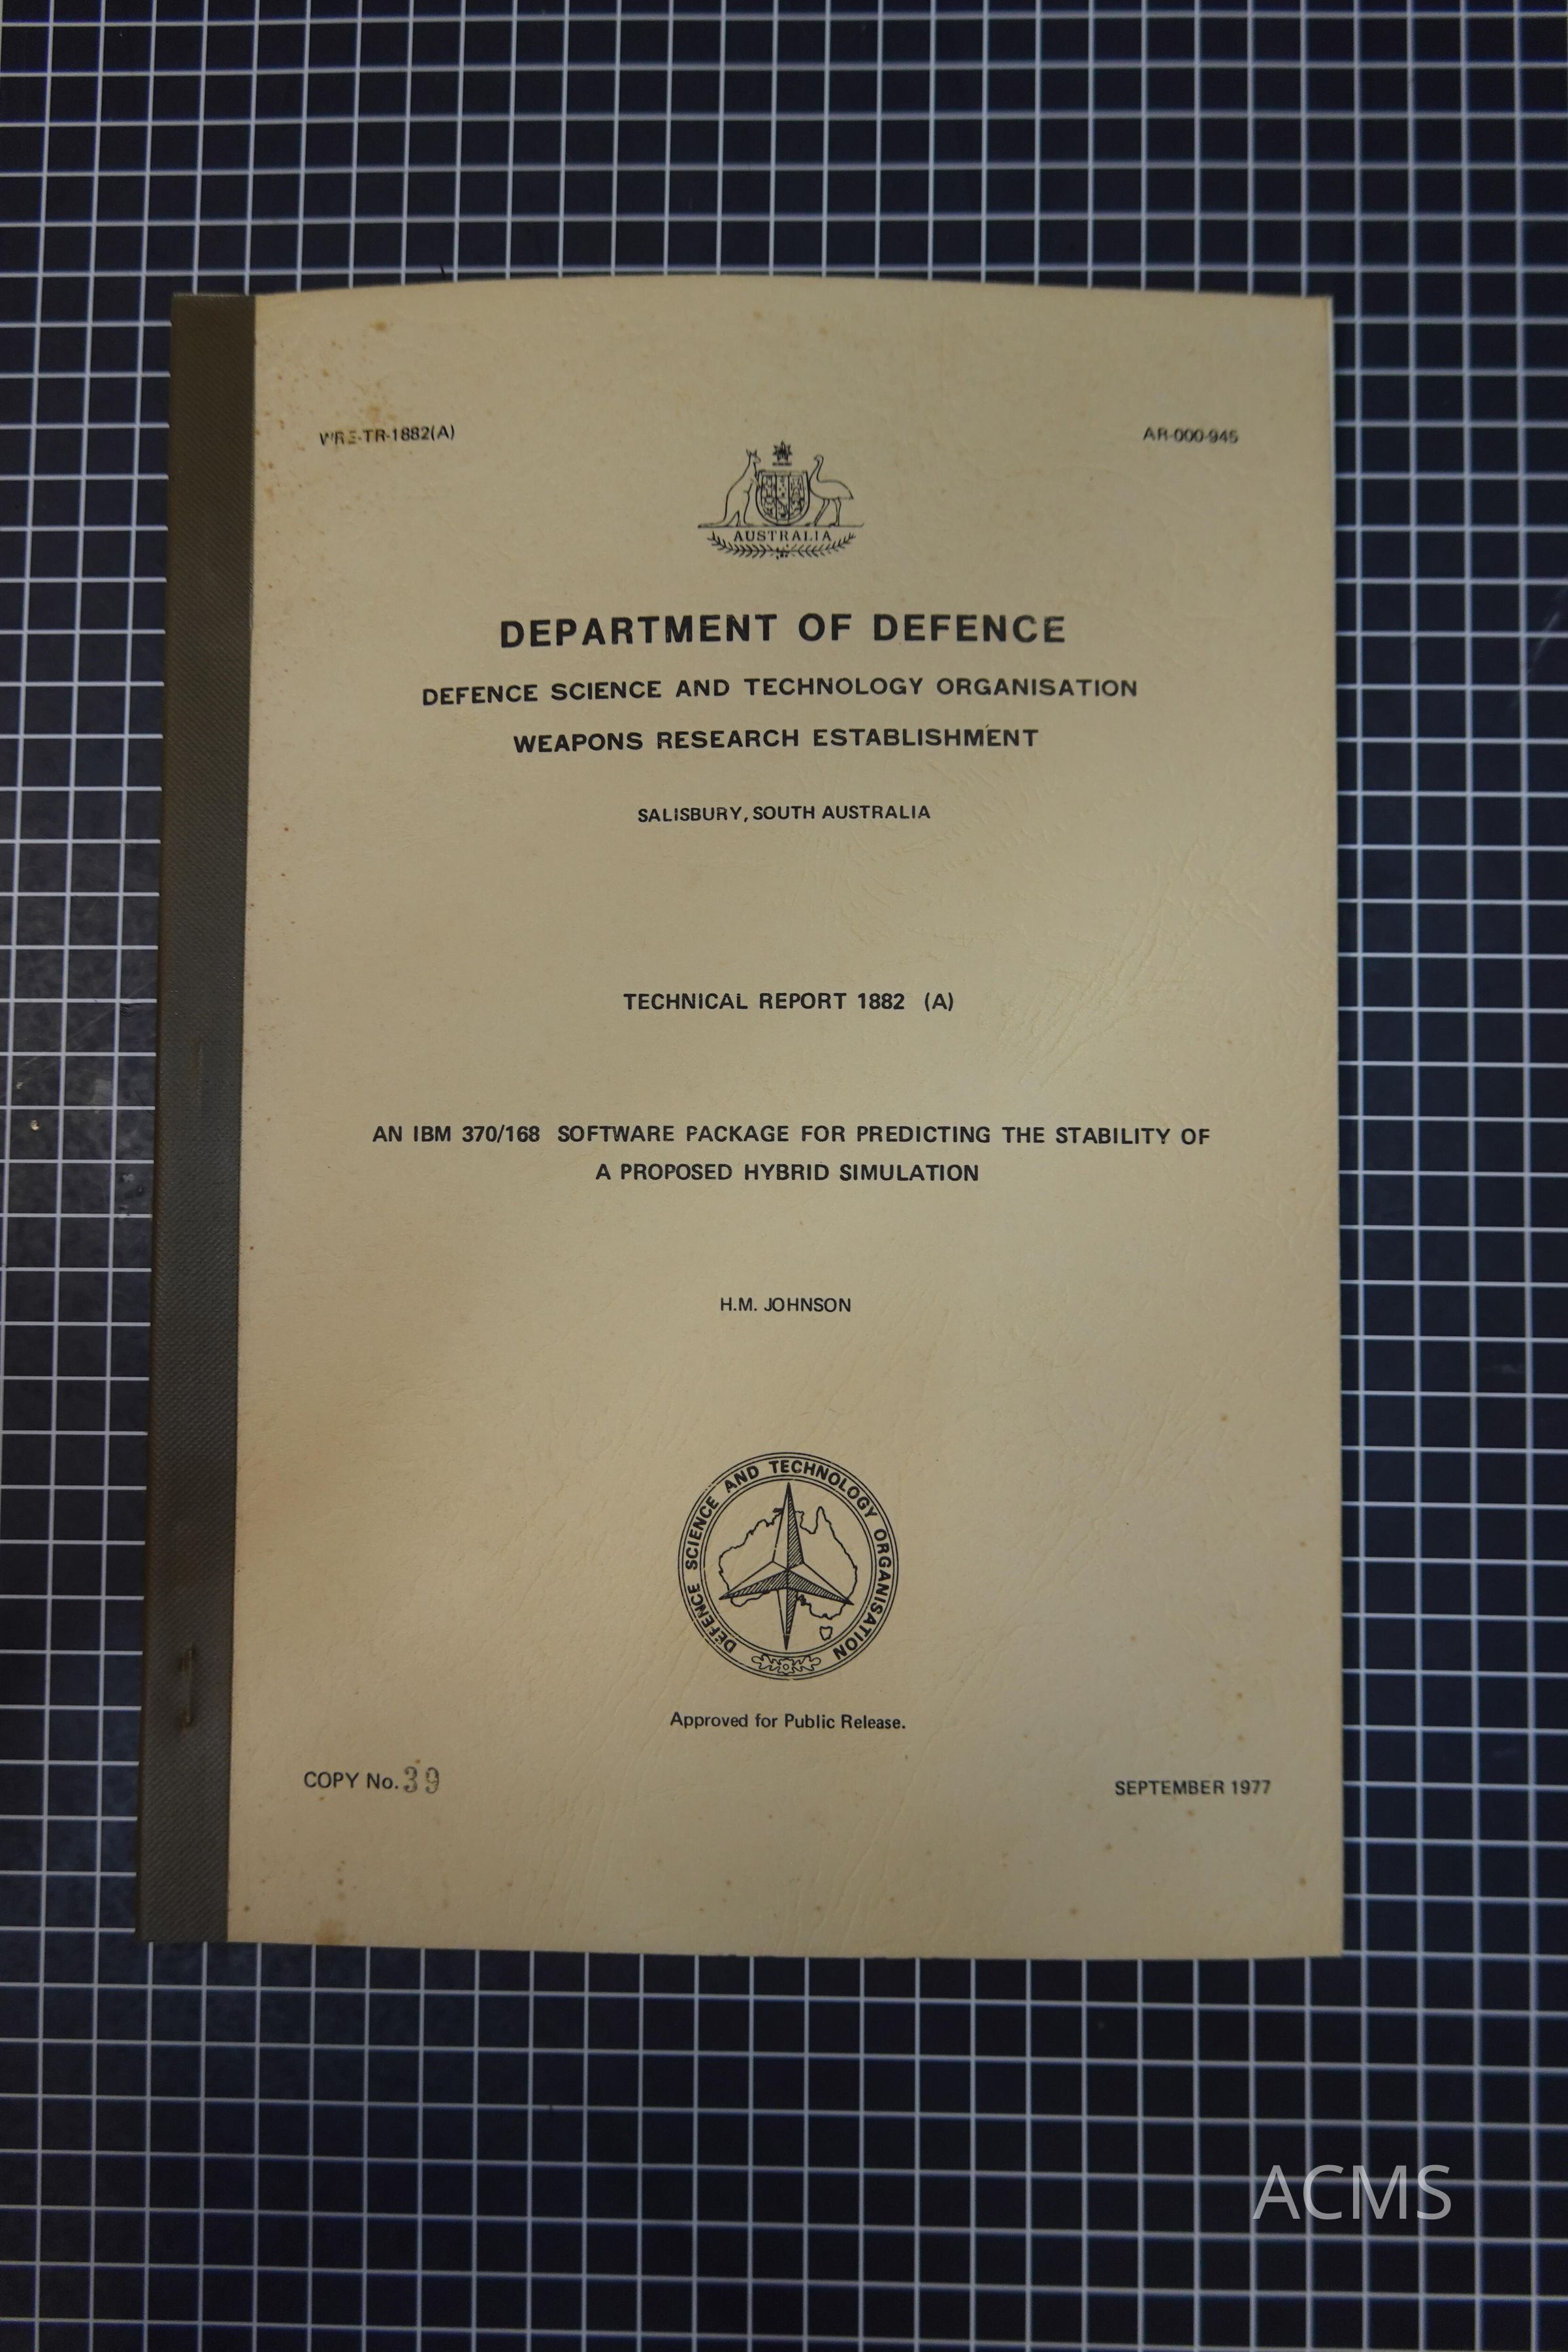 WRE-TR-1882(A)
AR-000-945
AUSTRALIA
DEPARTMENT OF DEFENCE
DEFENCE SCIENCE AND TECHNOLOGY ORGANISATION
WEAPONS RESEARCH ESTABLISHMENT
SALISBURY, SOUTH AUSTRALIA
TECHNICAL REPORT 1882 (A)
AN IBM 370/168 SOFTWARE PACKAGE FOR PREDICTING THE STABILITY OF
A PROPOSED HYBRID SIMULATION
H.M. JOHNSON
DEFENCE SCIENCE AND TECHNOLOGY ORGANISATION
Approved for Public Release.
COPY No. 39
SEPTEMBER 1977
ACMS